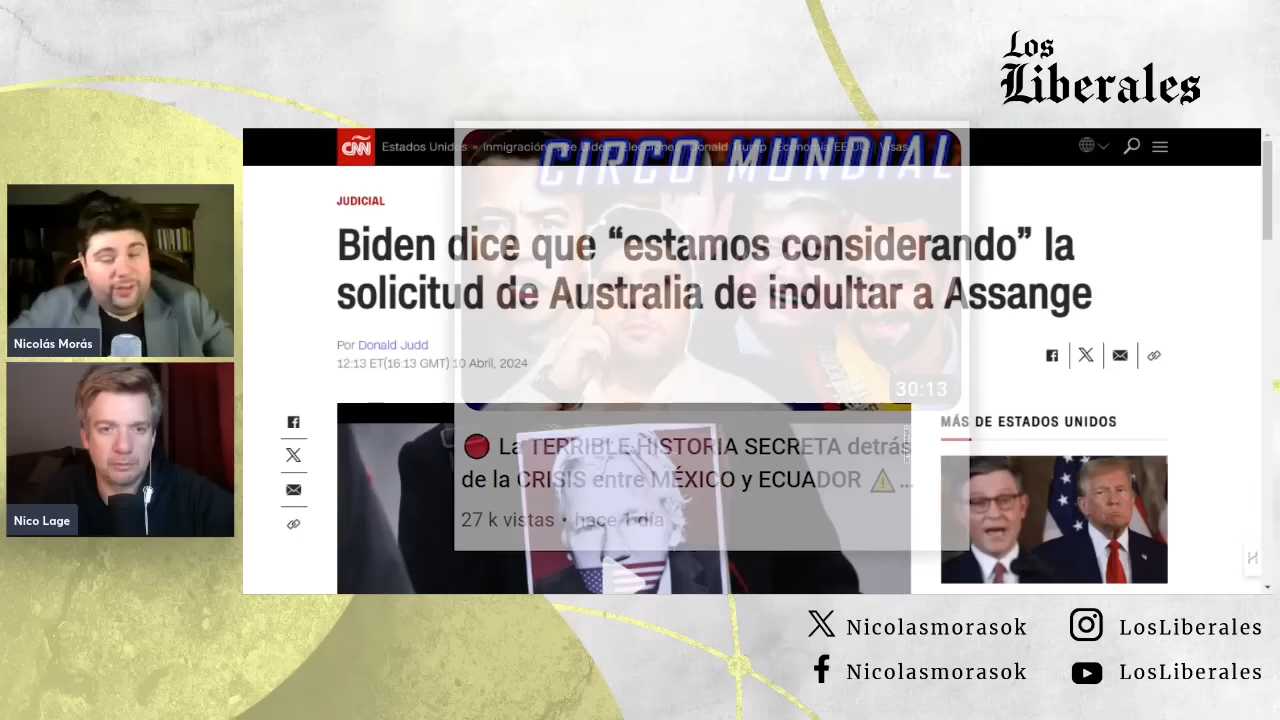 Los
Liberales
CNN
Estados Unidos » Inmigración Joe Biden Elecciones Donald Trump Economía EE.UU. Visas
CIRCO MUNDIAL
JUDICIAL
Biden dice que “estamos considerando” la
solicitud de Australia de indultar a Assange
Por Donald Judd
12:13 ET(16:13 GMT) 10 Abril, 2024
30:13
MÁS DE ESTADOS UNIDOS
La TERRIBLE HISTORIA SECRETA detrás
de la CRISIS entre MÉXICO y ECUADOR ⚠ ...
27 k vistas • hace 1 día
Nicolás Morás
Nico Lage
Nicolasmorasok
LosLiberales
Nicolasmorasok
LosLiberales